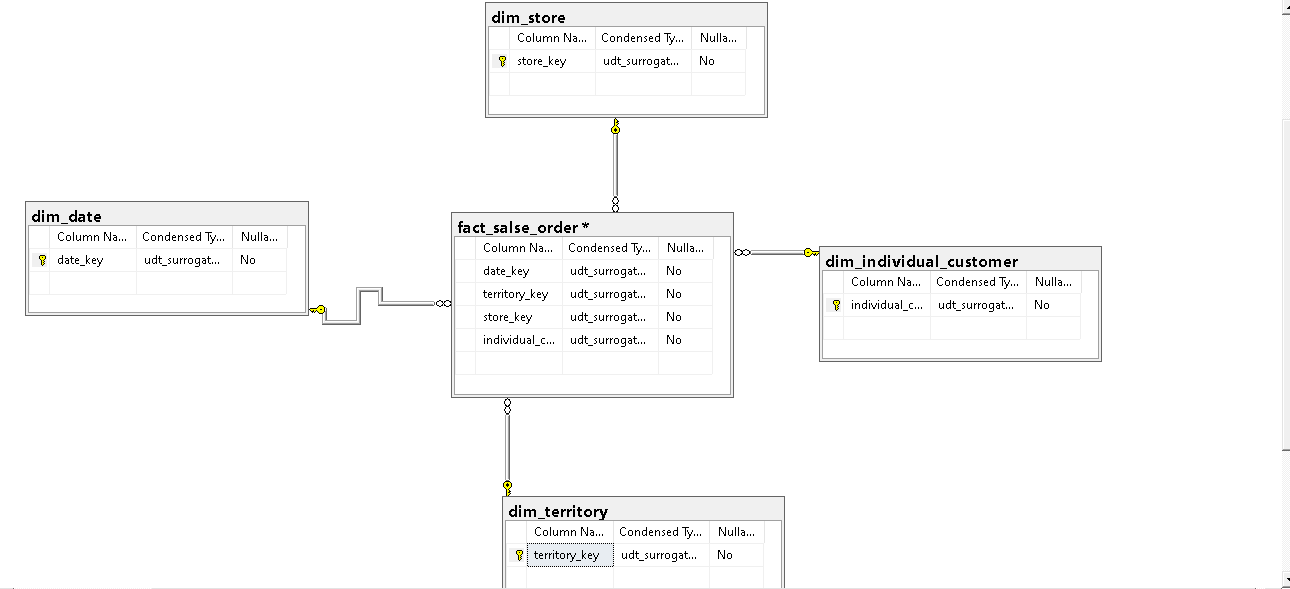 dim_store
Column Na... Condensed Ty... Nulla...
store_key udt_surrogat... No
dim_date
Column Na... Condensed Ty... Nulla...
date_key udt_surrogat... No
fact_salse_order *
Column Na... Condensed Ty... Nulla...
date_key udt_surrogat... No
territory_key udt_surrogat... No
store_key udt_surrogat... No
individual_c... udt_surrogat... No
dim_individual_customer
Column Na... Condensed Ty... Nulla...
individual_c... udt_surrogat... No
dim_territory
Column Na... Condensed Ty... Nulla...
territory_key udt_surrogat... No